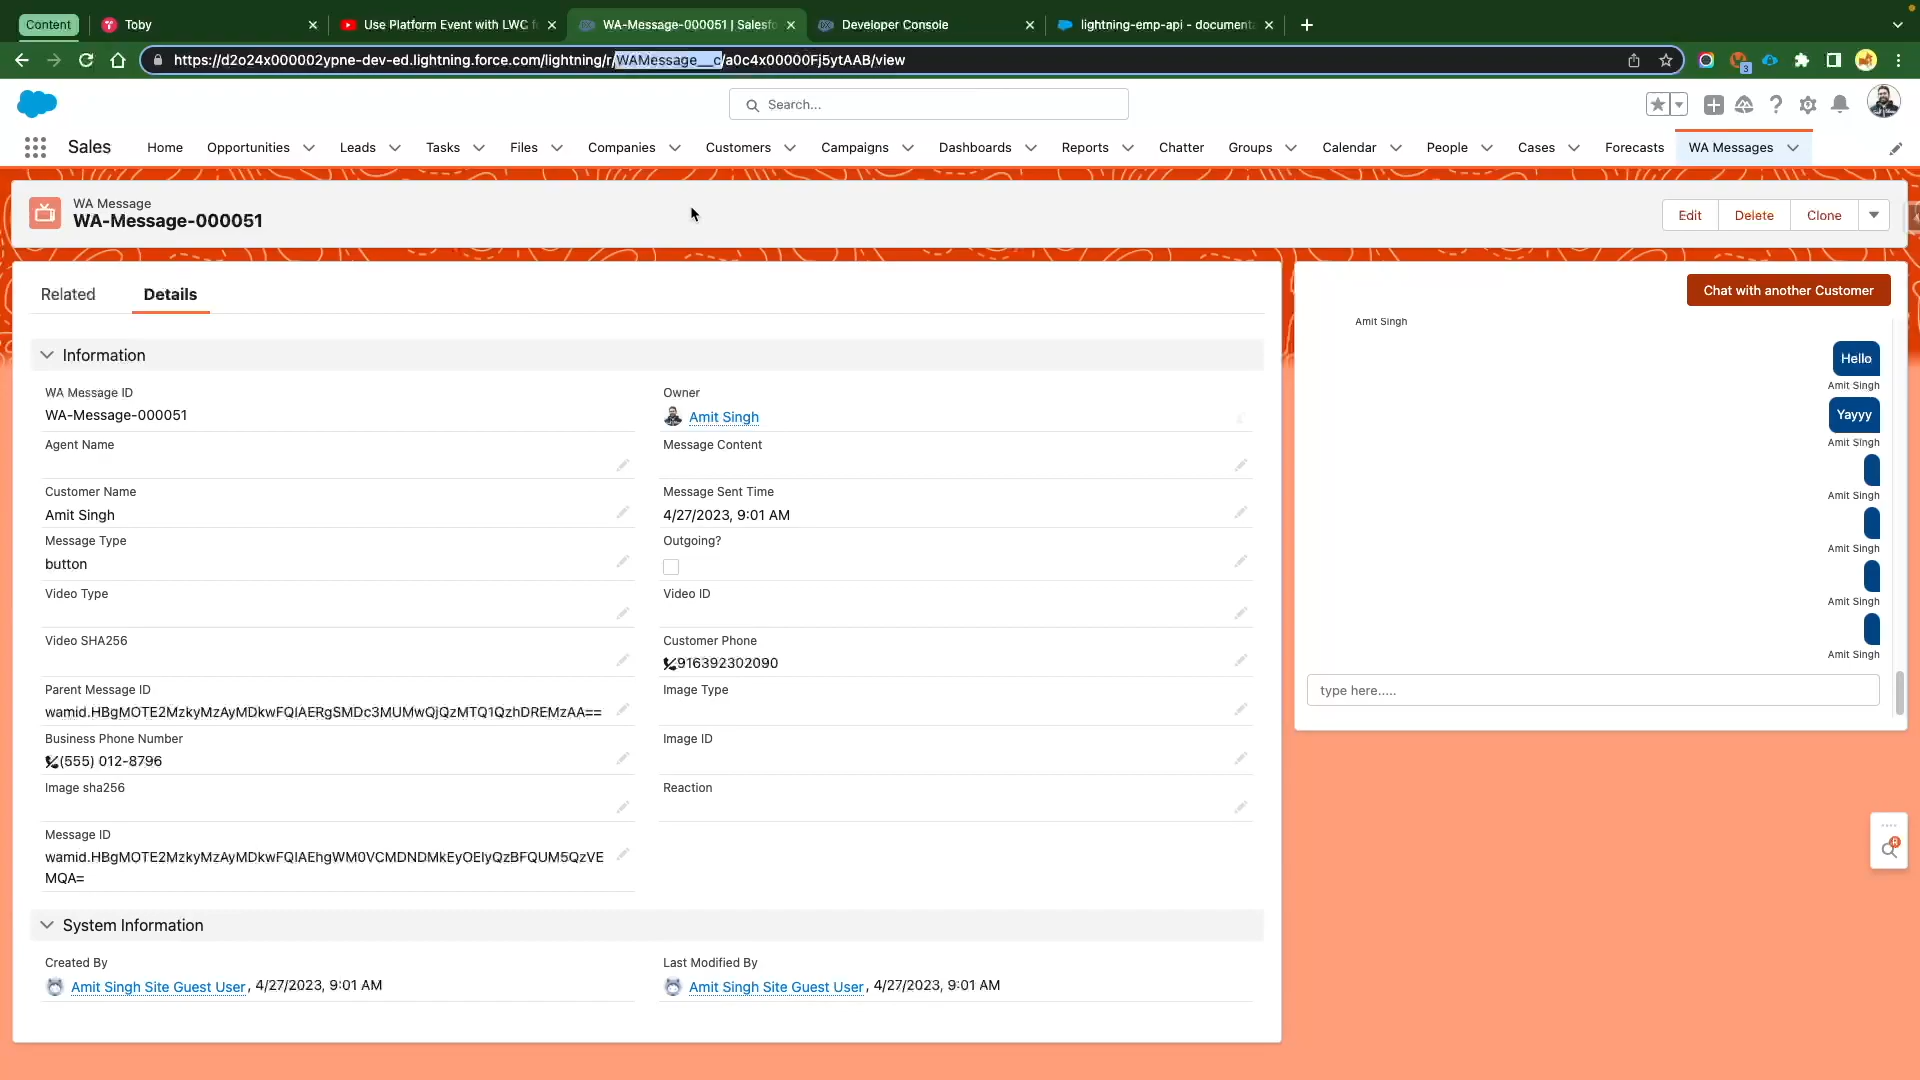 Content
Toby
Use Platform Event with LWC f
WA-Message-000051 | Salesfo
Developer Console
lightning-emp-api - documenta
https://d2o24x000002ypne-dev-ed.lightning.force.com/lightning/r/WAMessage__c/a0c4x00000Fj5ytAAB/view
3
Search...
Sales
Home
Opportunities
Leads
Tasks
Files
Companies
Customers
Campaigns
Dashboards
Reports
Chatter
Groups
Calendar
People
Cases
Forecasts
WA Messages
WA Message
WA-Message-000051
Edit
Delete
Clone
Related
Details
Information
WA Message ID
WA-Message-000051
Owner
Amit Singh
Agent Name
Message Content
Customer Name
Amit Singh
Message Sent Time
4/27/2023, 9:01 AM
Message Type
button
Outgoing?
Video Type
Video ID
Video SHA256
Customer Phone
916392302090
Parent Message ID
wamid.HBgMOTE2MzkyMzAyMDkwFQIAERgSMDc3MUMwQjQzMTQ1QzhDREMzAA==
Image Type
Business Phone Number
(555) 012-8796
Image ID
Image sha256
Reaction
Message ID
wamid.HBgMOTE2MzkyMzAyMDkwFQIAEhgWM0VCMDNDMkEyOEIyQzBFQUM5QzVE
MQA=
System Information
Created By
Amit Singh Site Guest User, 4/27/2023, 9:01 AM
Last Modified By
Amit Singh Site Guest User, 4/27/2023, 9:01 AM
Chat with another Customer
Amit Singh
Hello
Amit Singh
Yayyy
Amit Singh
Amit Singh
Amit Singh
Amit Singh
Amit Singh
type here.....